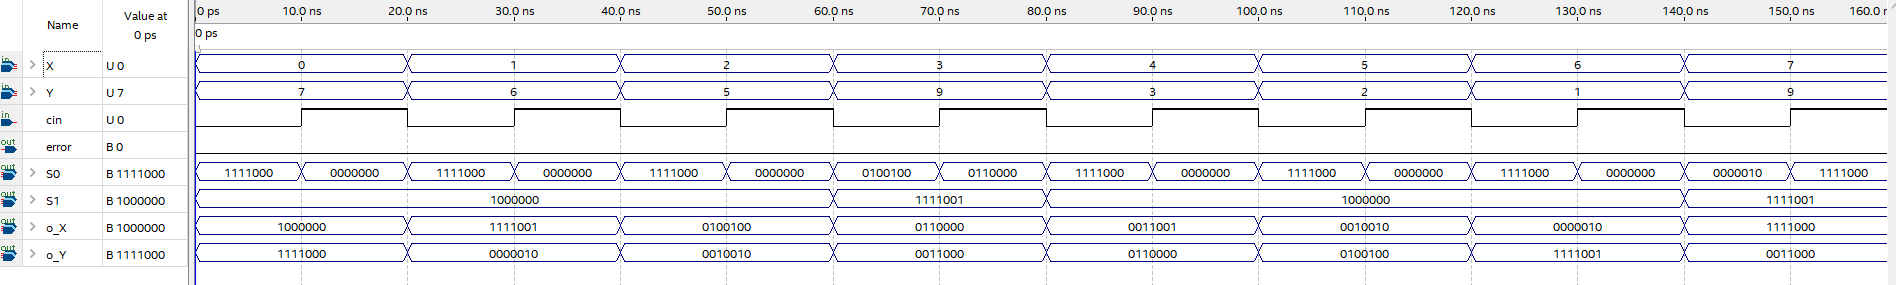 Name Value at 0 ps
0 ps 10.0 ns 20.0 ns 30.0 ns 40.0 ns 50.0 ns 60.0 ns 70.0 ns 80.0 ns 90.0 ns 100.0 ns 110.0 ns 120.0 ns 130.0 ns 140.0 ns 150.0 ns 160.0 n
0 ps
in X U 0 0 1 2 3 4 5 6 7
in Y U 7 7 6 5 9 3 2 1 9
in cin U 0
out error B 0
out S0 B 1111000 1111000 0000000 1111000 0000000 1111000 0000000 0100100 0110000 1111000 0000000 1111000 0000000 1111000 0000000 0000010 1111000
out S1 B 1000000 1000000 1111001 1000000 1111001
out o_X B 1000000 1000000 1111001 0100100 0110000 0011001 0010010 0000010 1111000
out o_Y B 1111000 1111000 0000010 0010010 0011000 0110000 0100100 1111001 0011000